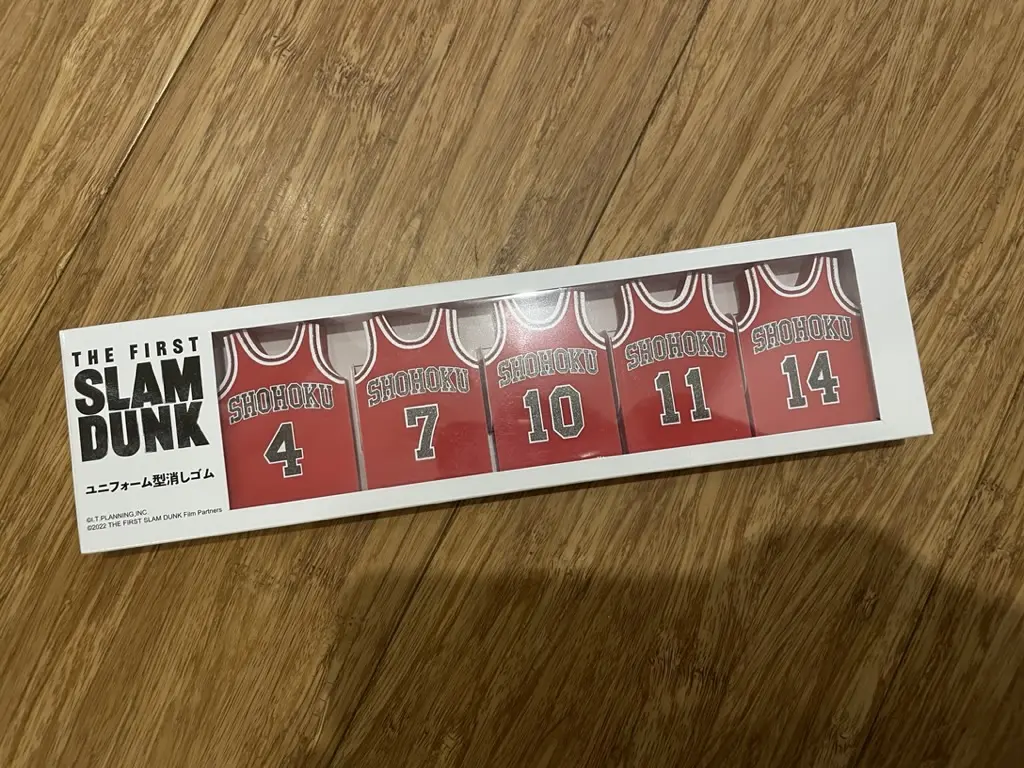 THE FIRST
SLAM
DUNK
ユニフォーム型消しゴム
©I.T.PLANNING,INC
©2022 THE FIRST SLAM DUNK Film Partners
SHOHOKU
4
SHOHOKU
7
SHOHOKU
10
SHOHOKU
11
SHOHOKU
14